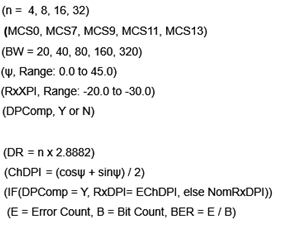 (n = 4, 8, 16, 32)
(MCS0, MCS7, MCS9, MCS11, MCS13)
(BW = 20, 40, 80, 160, 320)
(ψ, Range: 0.0 to 45.0)
(RxXPI, Range: -20.0 to -30.0)
(DPComp, Y or N)
(DR = n x 2.8882)
(ChDPI = (cosψ + sinψ) / 2)
(IF(DPComp = Y, RxDPI= EChDPI, else NomRxDPI))
(E = Error Count, B = Bit Count, BER = E / B)